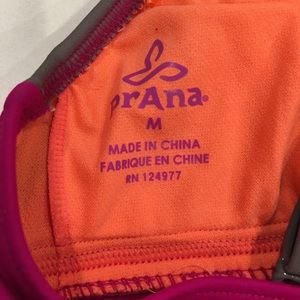 prAna
M
MADE IN CHINA
FABRIQUE EN CHINE
RN 124977